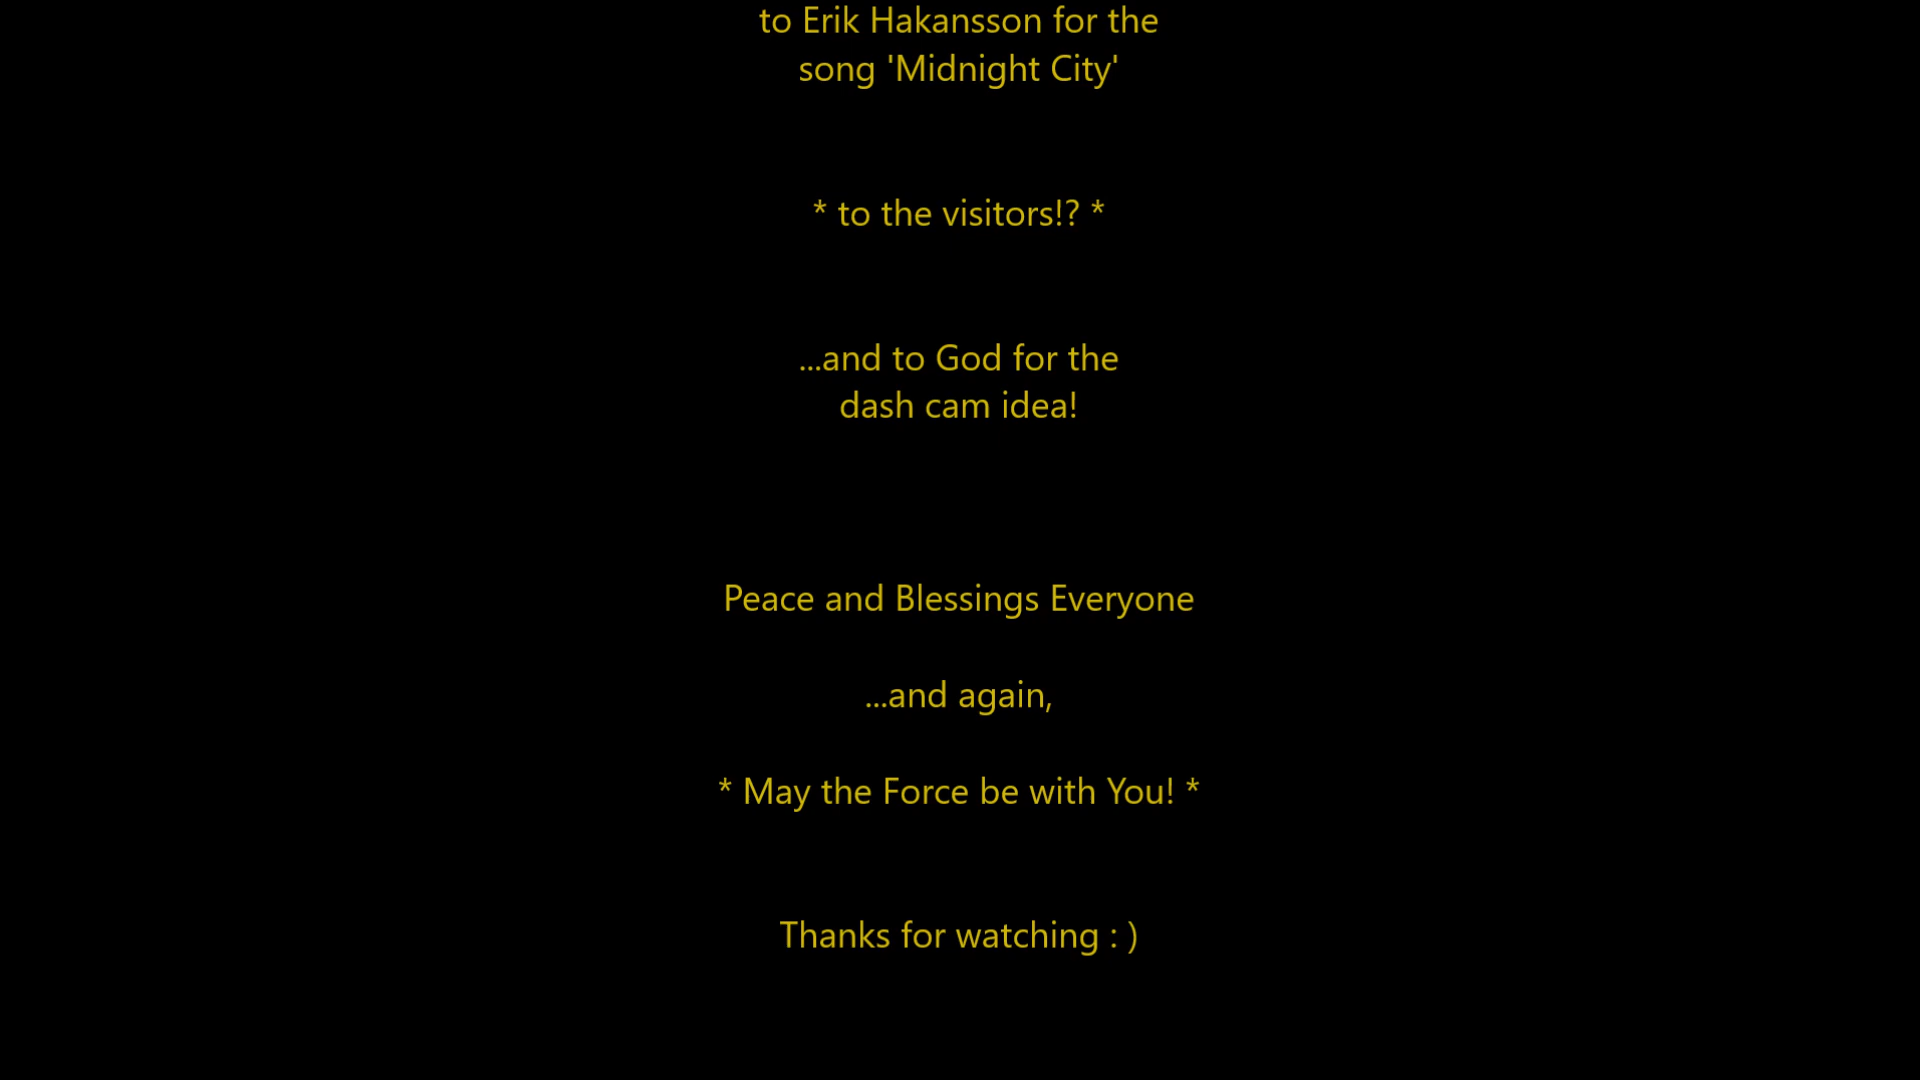 to Erik Hakansson for the
song 'Midnight City'
* to the visitors!? *
...and to God for the
dash cam idea!
Peace and Blessings Everyone
...and again,
* May the Force be with You! *
Thanks for watching : )